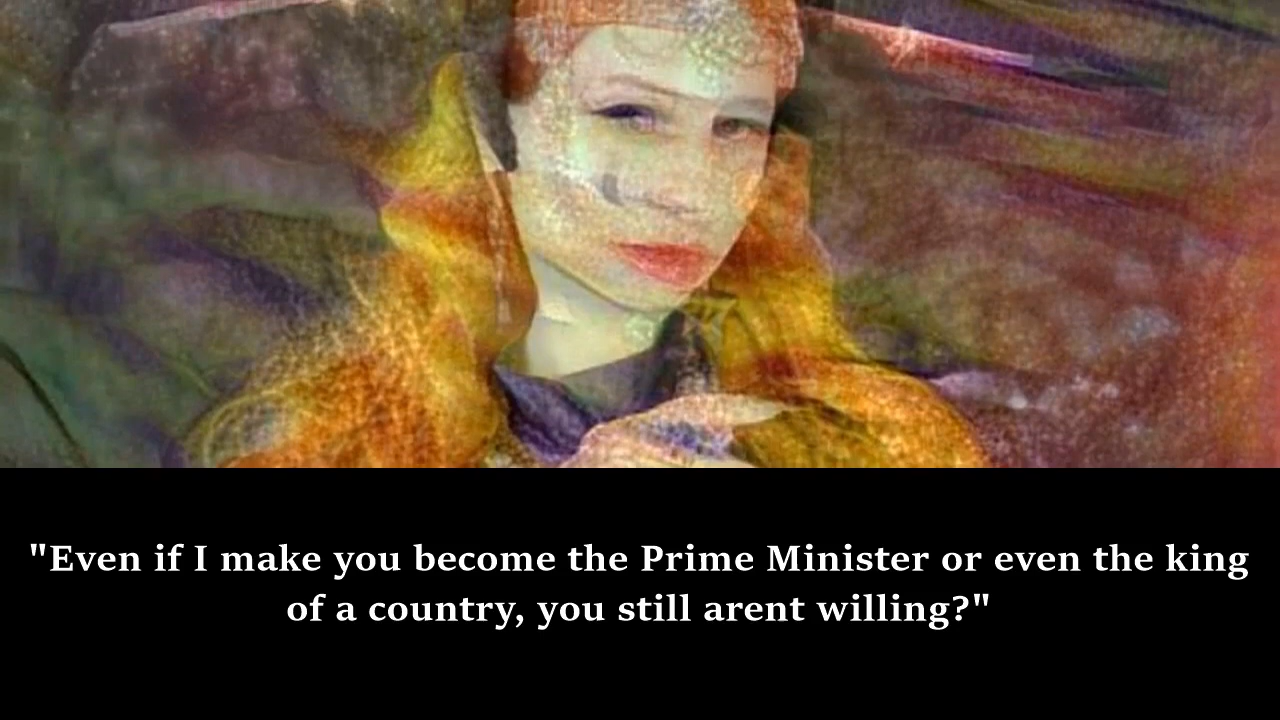 "Even if I make you become the Prime Minister or even the king
of a country, you still arent willing?"